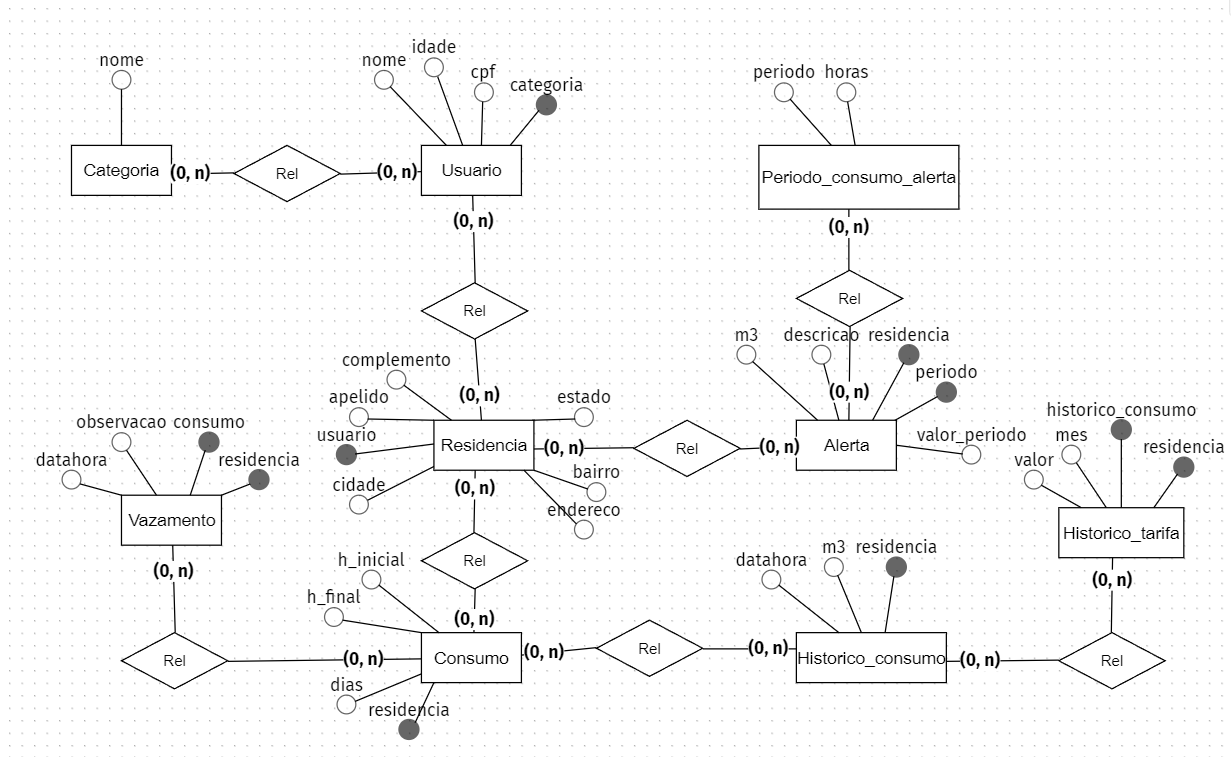 idade
nome
nome
cpf
periodo
horas
categoria
Categoria
(0, n)
Rel
(0, n)
Usuario
Periodo_consumo_alerta
(0, n)
(0, n)
Rel
Rel
m3
descricao
residencia
complemento
periodo
(0, n)
(0, n)
apelido
estado
historico_consumo
observacao
consumo
usuario
mes
residencia
valor_periodo
Residencia
(0, n)
Rel
(0, n)
Alerta
datahora
residencia
valor
bairro
cidade
(0, n)
endereco
Vazamento
Historico_tarifa
h_inicial
Rel
datahora
m3
residencia
(0, n)
(0, n)
h_final
(0, n)
Rel
(0, n)
Consumo
(0, n)
Rel
(0, n)
Historico_consumo
(0, n)
Rel
dias
residencia